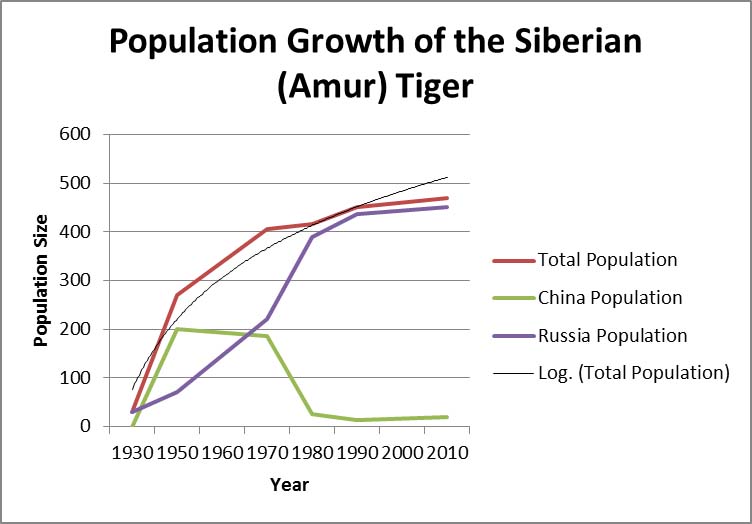 Population Growth of the Siberian
(Amur) Tiger
600
500
400
300
200
100
0
Population Size
1930 1950 1960 1970 1980 1990 2000 2010
Year
Total Population
China Population
Russia Population
Log. (Total Population)